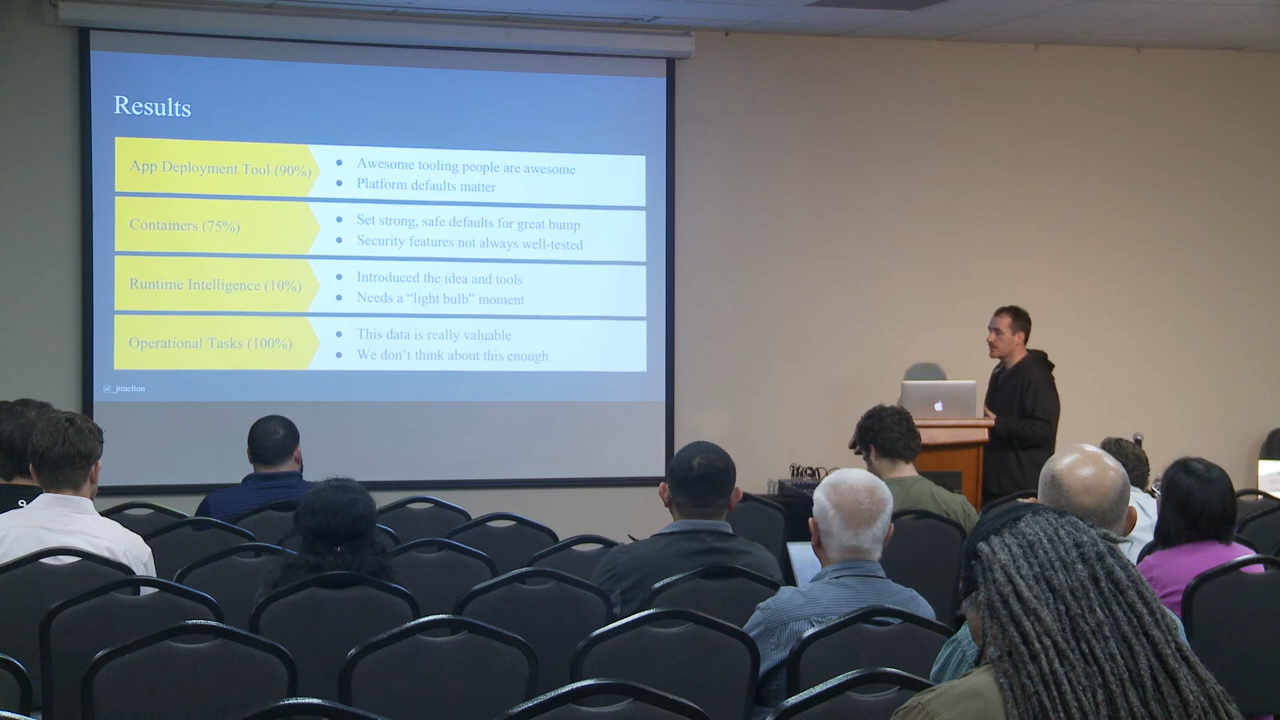 Results
App Deployment Tool (90%)
● Awesome tooling people are awesome
● Platform defaults matter
Containers (75%)
● Set strong, safe defaults for great bump
● Security features not always well-tested
Runtime Intelligence (10%)
● Introduced the idea and tools
● Needs a “light bulb” moment
Operational Tasks (100%)
● This data is really valuable
● We don’t think about this enough
@_jtmelton